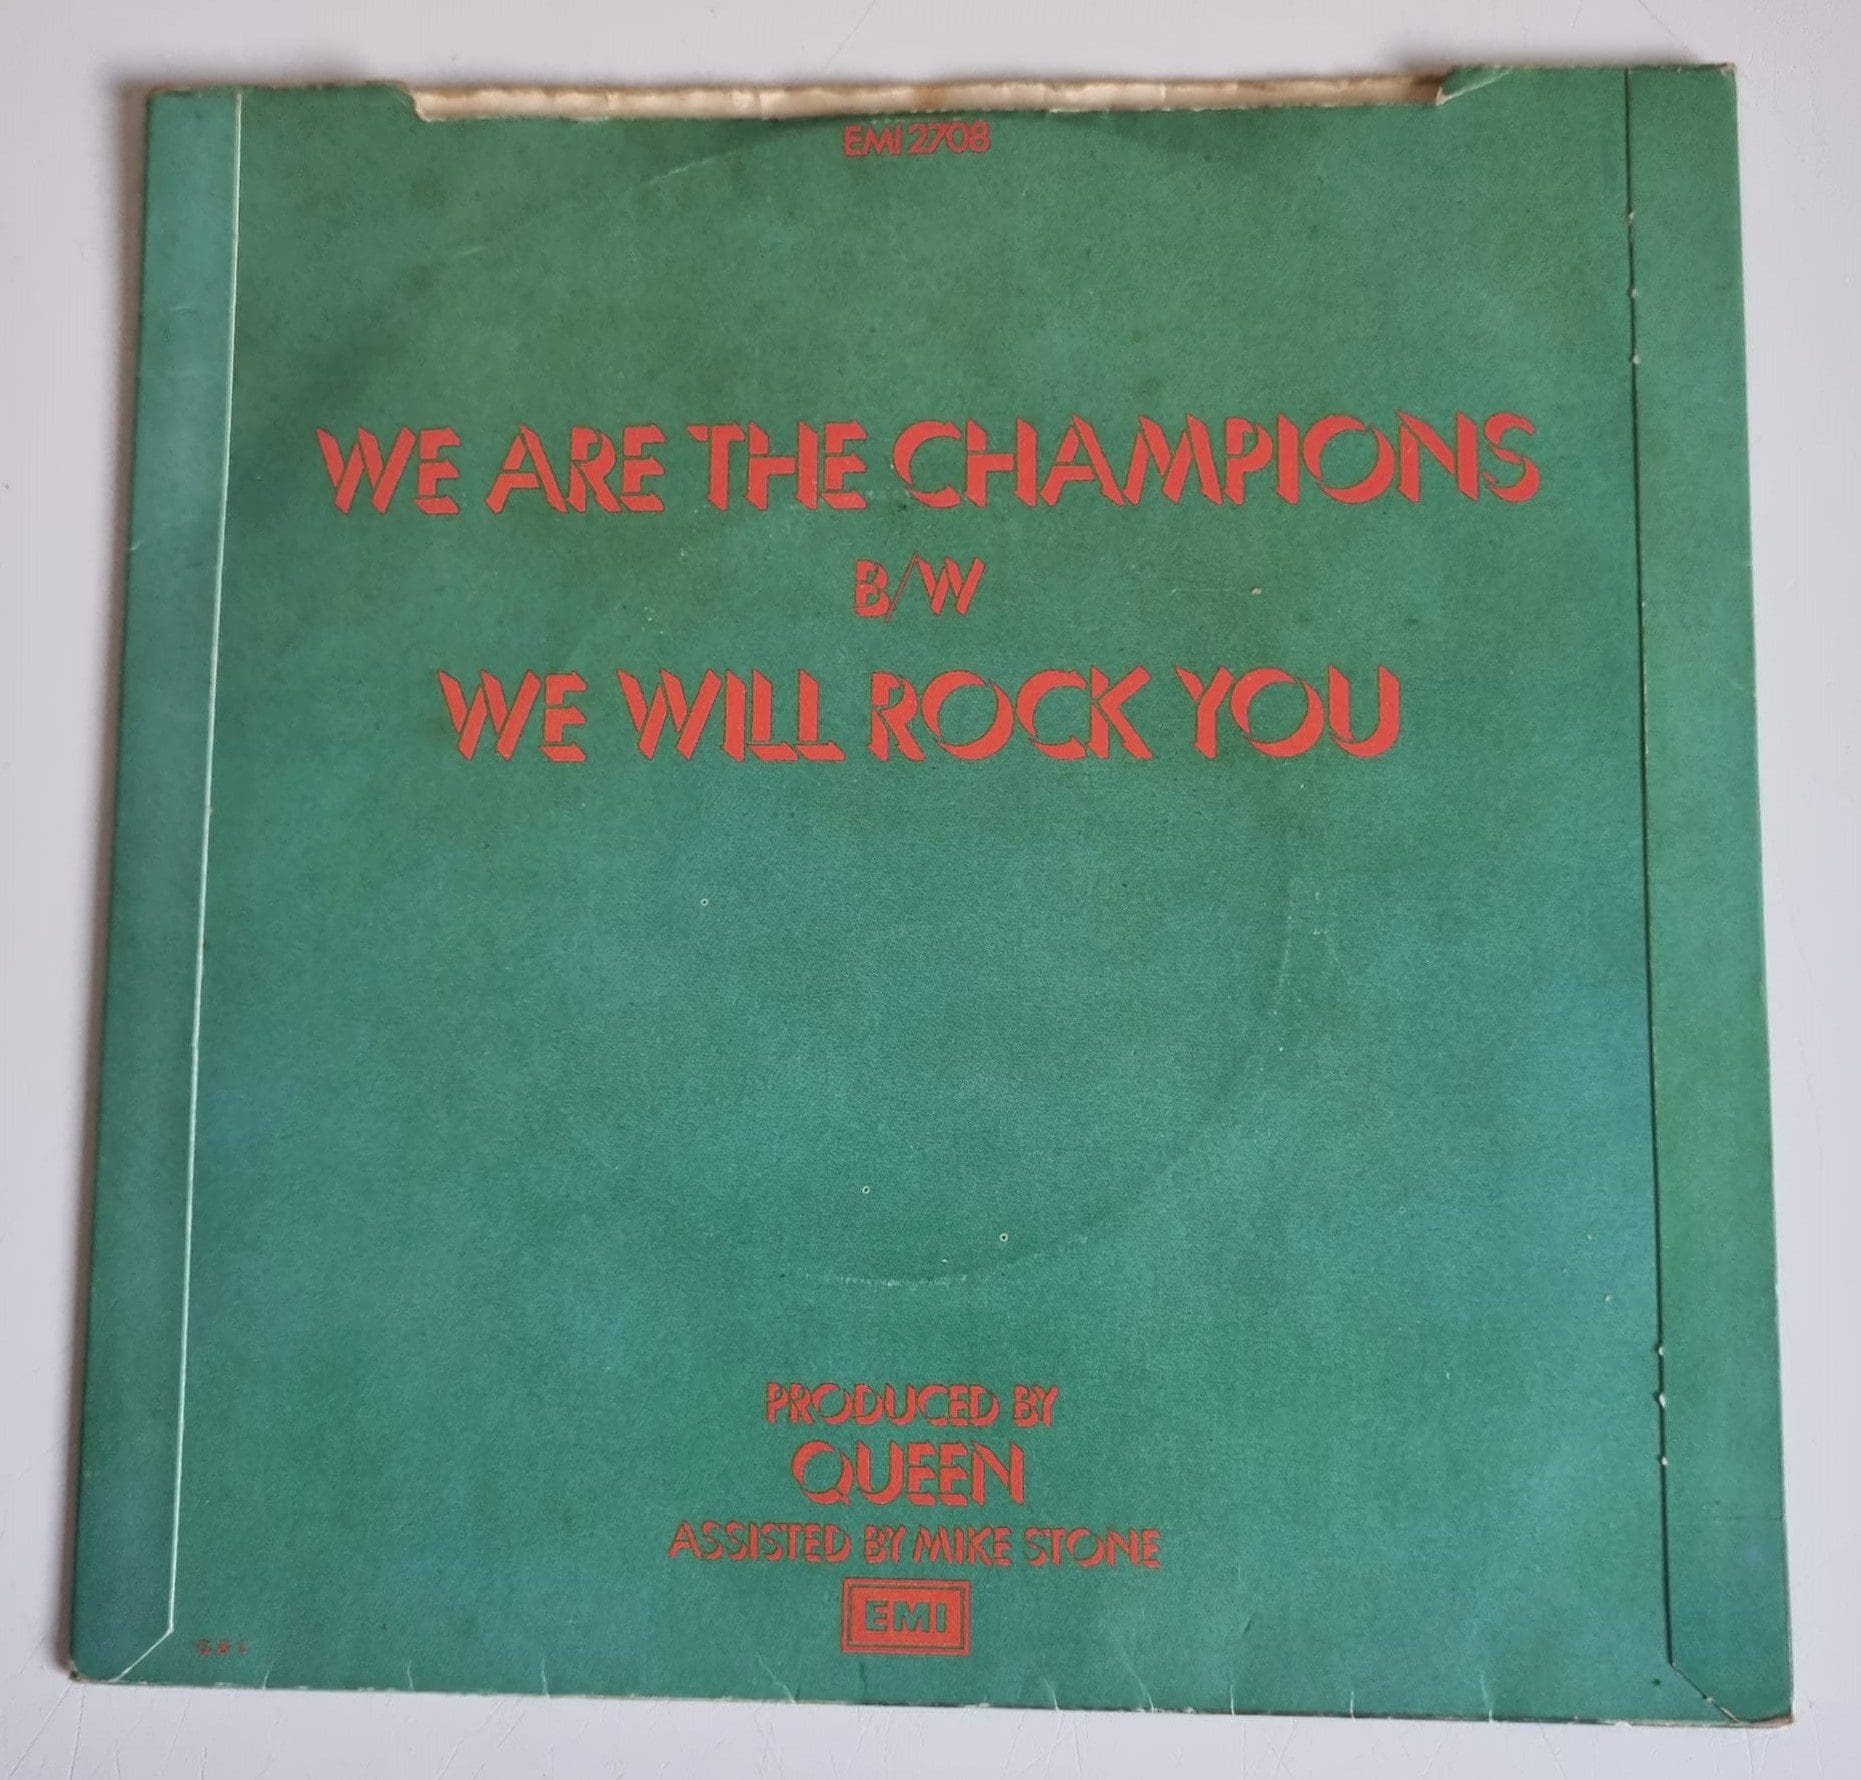 EMI 2708
WE ARE THE CHAMPIONS
B/W
WE WILL ROCK YOU
PRODUCED BY
QUEEN
ASSISTED BY MIKE STONE
EMI